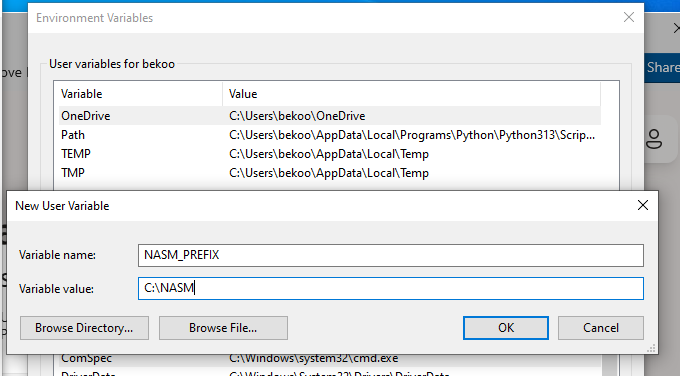 Environment Variables
Share
ove
User variables for bekoo
Variable Value
OneDrive C:\Users\bekoo\OneDrive
Path C:\Users\bekoo\AppData\Local\Programs\Python\Python313\Scrip...
TEMP C:\Users\bekoo\AppData\Local\Temp
TMP C:\Users\bekoo\AppData\Local\Temp
New User Variable
Variable name: NASM_PREFIX
Variable value: C:\NASM
Browse Directory... Browse File... OK Cancel
ComSpec C:\Windows\system32\cmd.exe
DriverData C:\Windows\System32\Drivers\DriverData